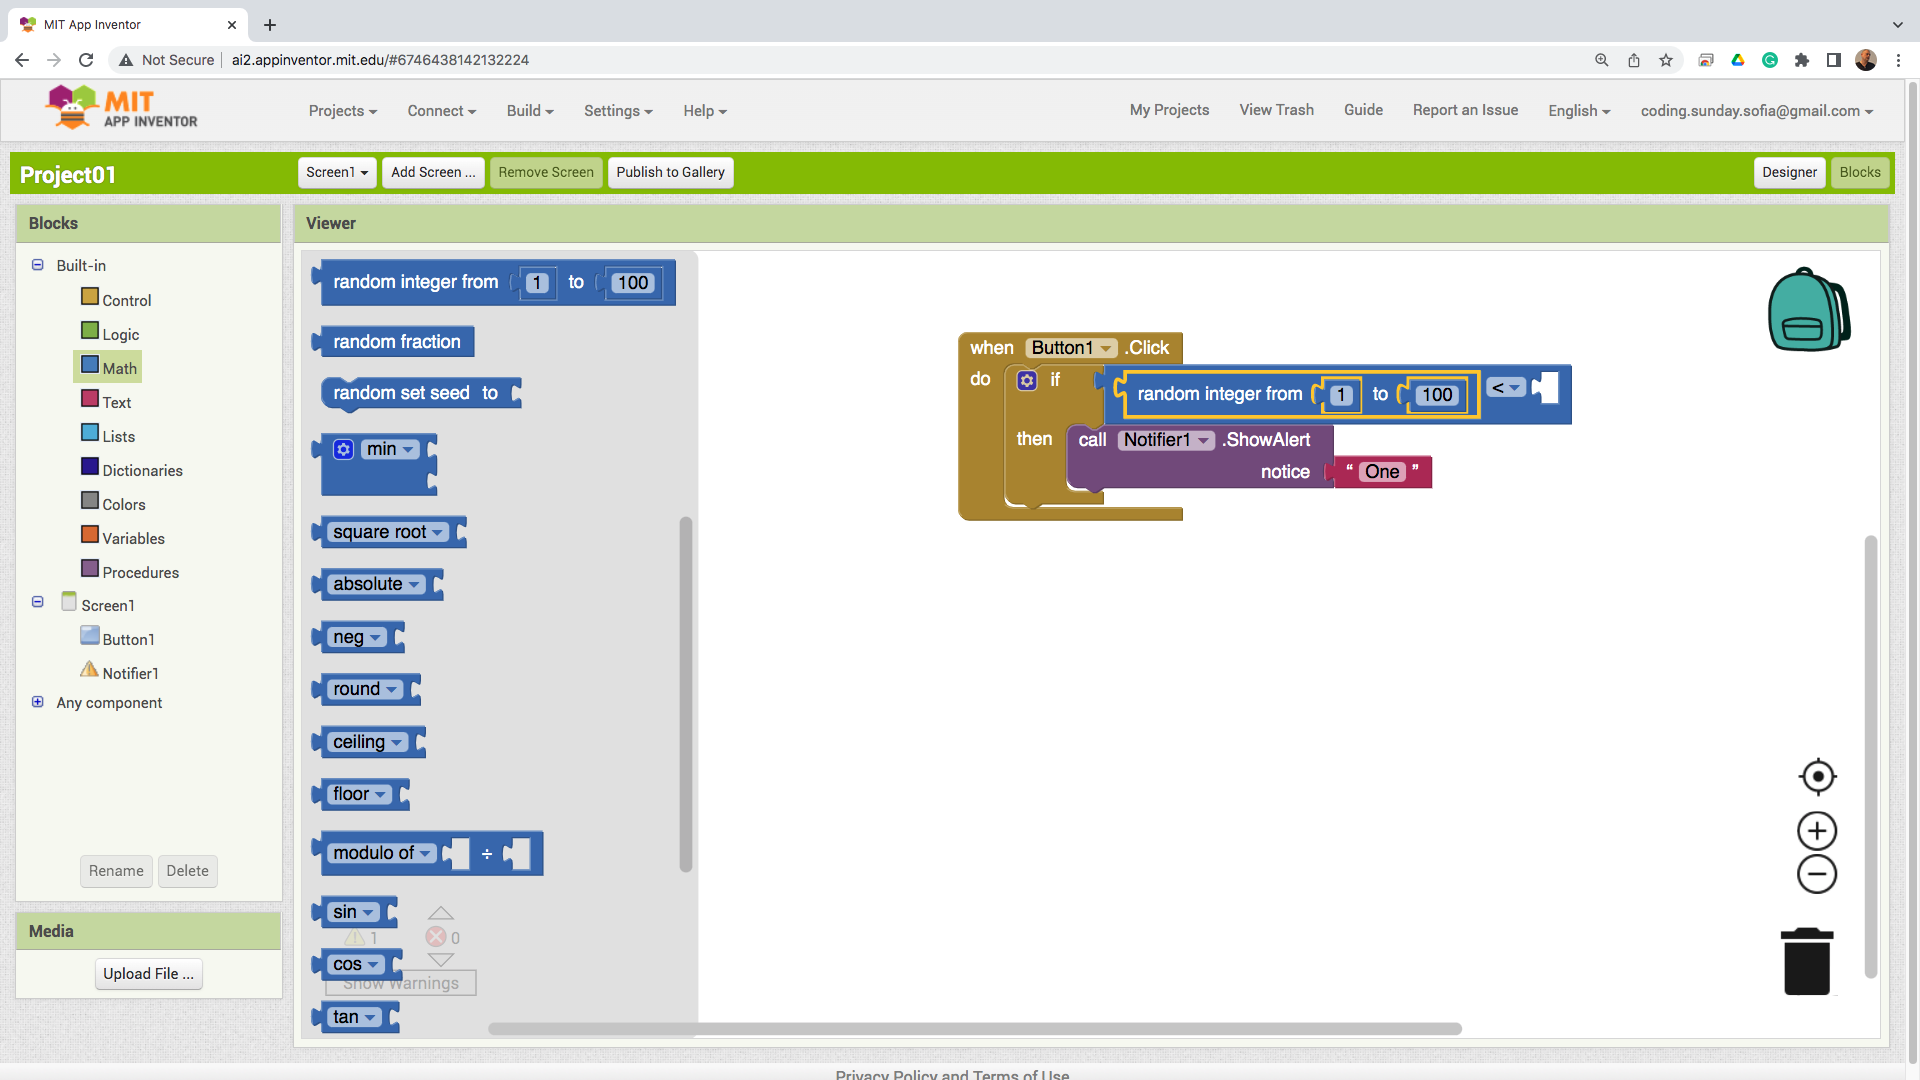 MIT App Inventor
Not Secure
ai2.appinventor.mit.edu/#6746438142132224
MIT
APP INVENTOR
Projects
Connect
Build
Settings
Help
My Projects
View Trash
Guide
Report an Issue
English
coding.sunday.sofia@gmail.com
Project01
Screen1
Add Screen ...
Remove Screen
Publish to Gallery
Designer
Blocks
Blocks
Built-in
Control
Logic
Math
Text
Lists
Dictionaries
Colors
Variables
Procedures
Screen1
Button1
Notifier1
Any component
Rename
Delete
Media
Upload File ...
Viewer
random integer from 1 to 100
random fraction
random set seed to
min
square root
absolute
neg
round
ceiling
floor
modulo of ÷
sin
1
0
cos
Show Warnings
tan
when Button1 .Click
do if random integer from 1 to 100 <
then call Notifier1 .ShowAlert
notice “ One ”
Privacy Policy and Terms of Use